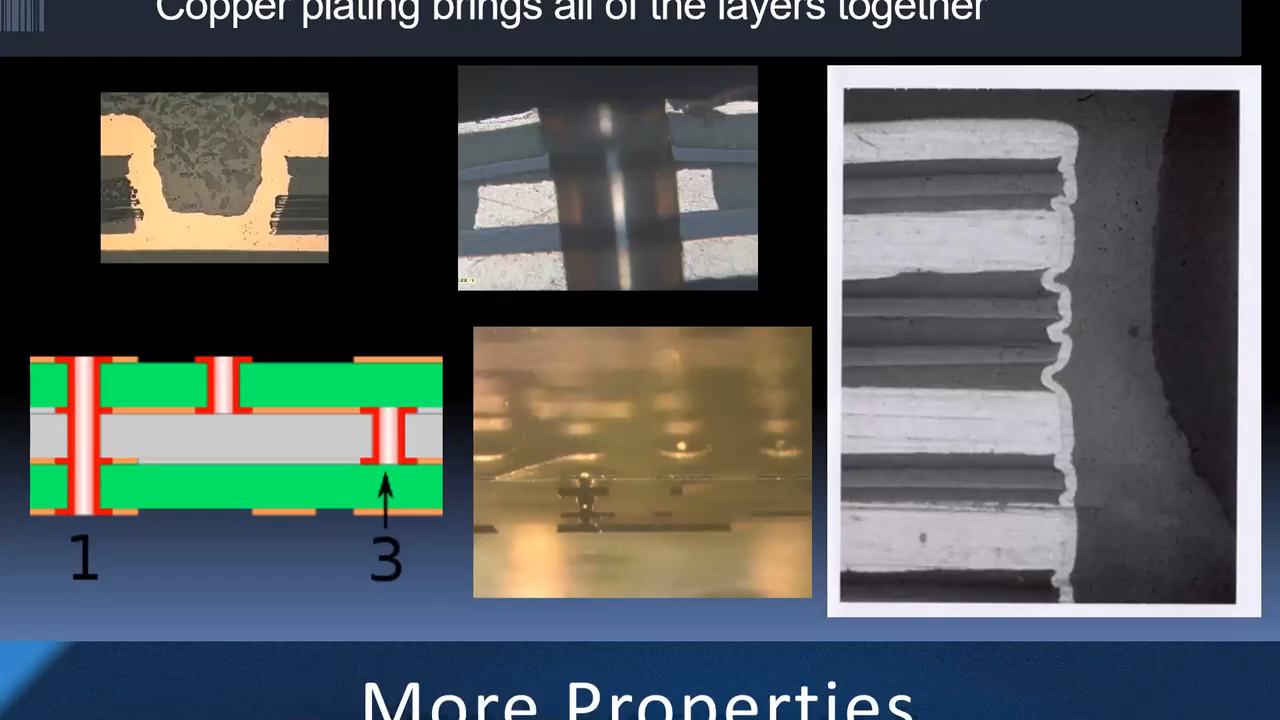 Copper plating brings all of the layers together
1
3
More Properties